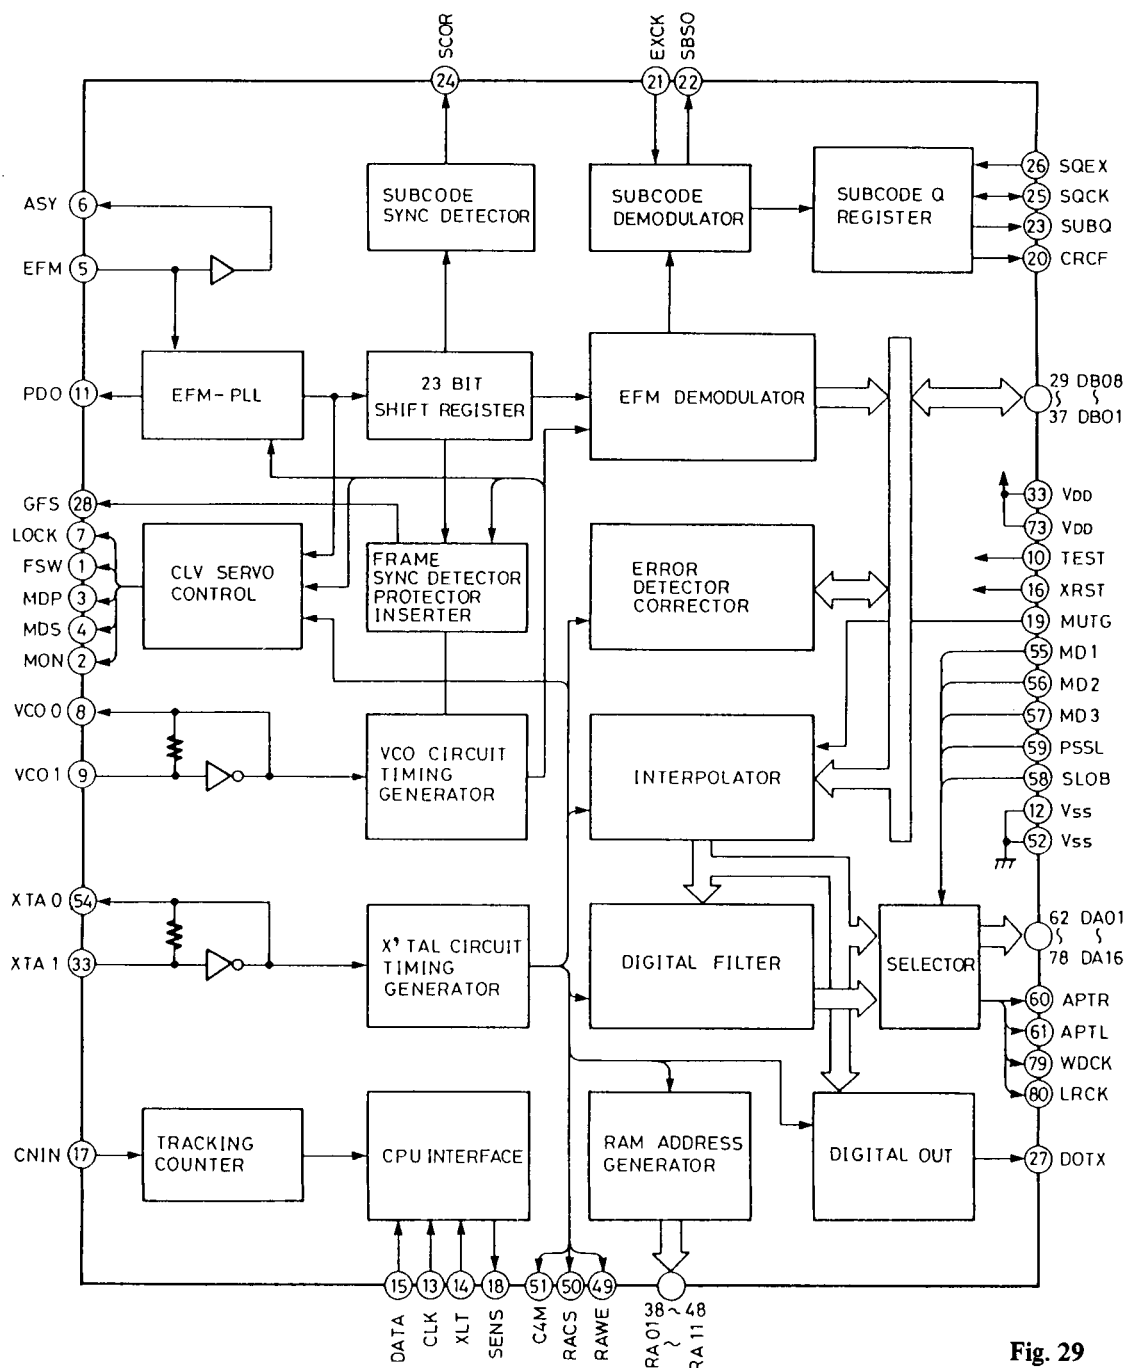 SCOR
EXCK
SBSO
24
21
22
ASY
6
EFM
5
SUBCODE
SYNC DETECTOR
SUBCODE
DEMODULATOR
SUBCODE Q
REGISTER
26 SQEX
25 SQCK
23 SUBQ
20 CRCF
PDO
11
EFM-PLL
23 BIT
SHIFT REGISTER
EFM DEMODULATOR
29 DB08
~ ~
37 DB01
GFS
28
LOCK
7
FSW
1
MDP
3
MDS
4
MON
2
CLV SERVO
CONTROL
FRAME
SYNC DETECTOR
PROTECTOR
INSERTER
ERROR
DETECTOR
CORRECTOR
33 VDD
73 VDD
10 TEST
16 XRST
19 MUTG
55 MD1
56 MD2
57 MD3
59 PSSL
58 SLOB
12 Vss
52 Vss
VCO 0
8
VCO 1
9
VCO CIRCUIT
TIMING
GENERATOR
INTERPOLATOR
XTA 0
54
XTA 1
33
X' TAL CIRCUIT
TIMING
GENERATOR
DIGITAL FILTER
SELECTOR
62 DA01
~ ~
78 DA16
60 APTR
61 APTL
79 WDCK
80 LRCK
CNIN
17
TRACKING
COUNTER
CPU INTERFACE
RAM ADDRESS
GENERATOR
DIGITAL OUT
27 DOTX
15
13
14
18
51
50
49
DATA
CLK
XLT
SENS
C4M
RACS
RAWE
38 ~ 48
RA01 ~ RA11
Fig. 29